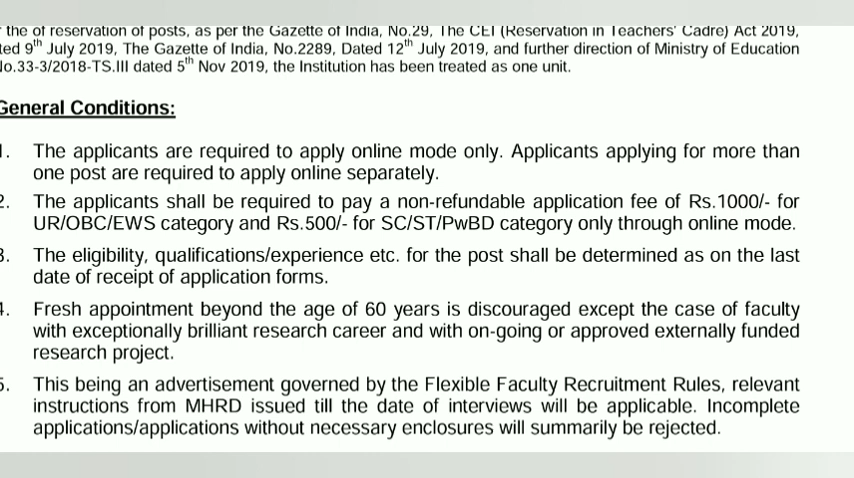 the of reservation of posts, as per the Gazette of India, No.29, The CEI (Reservation in Teachers' Cadre) Act 2019,
ted 9th July 2019, The Gazette of India, No.2289, Dated 12th July 2019, and further direction of Ministry of Education
No.33-3/2018-TS.III dated 5th Nov 2019, the Institution has been treated as one unit.
General Conditions:
1. The applicants are required to apply online mode only. Applicants applying for more than
one post are required to apply online separately.
2. The applicants shall be required to pay a non-refundable application fee of Rs.1000/- for
UR/OBC/EWS category and Rs.500/- for SC/ST/PwBD category only through online mode.
3. The eligibility, qualifications/experience etc. for the post shall be determined as on the last
date of receipt of application forms.
4. Fresh appointment beyond the age of 60 years is discouraged except the case of faculty
with exceptionally brilliant research career and with on-going or approved externally funded
research project.
5. This being an advertisement governed by the Flexible Faculty Recruitment Rules, relevant
instructions from MHRD issued till the date of interviews will be applicable. Incomplete
applications/applications without necessary enclosures will summarily be rejected.